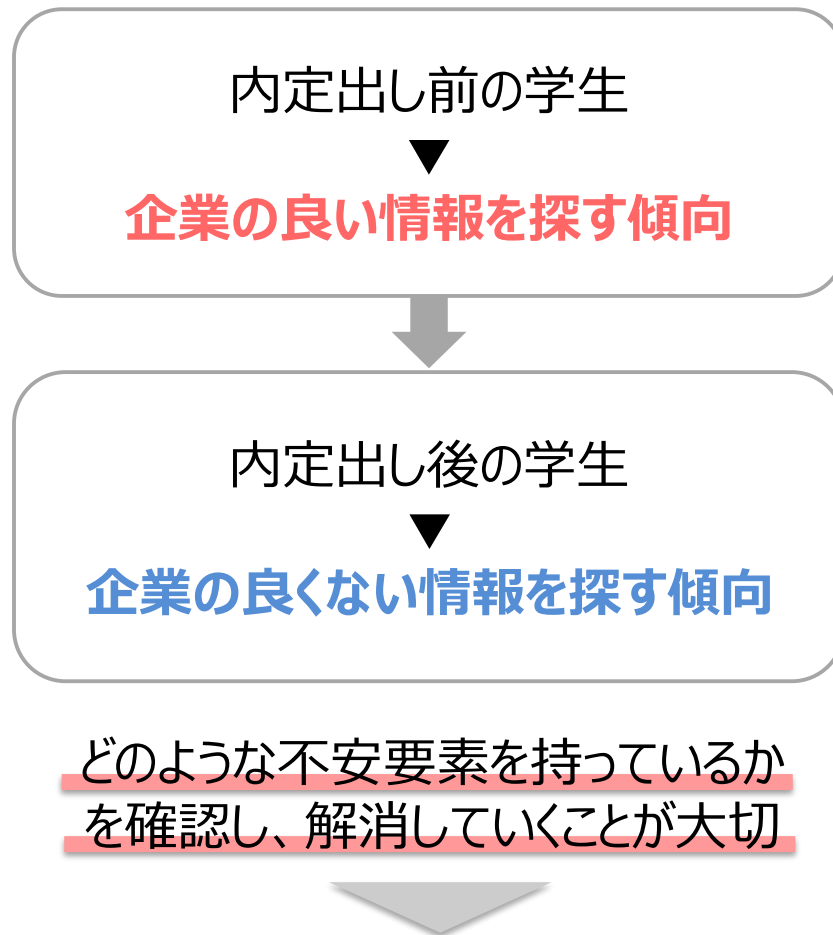 内定出し前の学生
▼
企業の良い情報を探す傾向
内定出し後の学生
▼
企業の良くない情報を探す傾向
どのような不安要素を持っているか
を確認し、解消していくことが大切